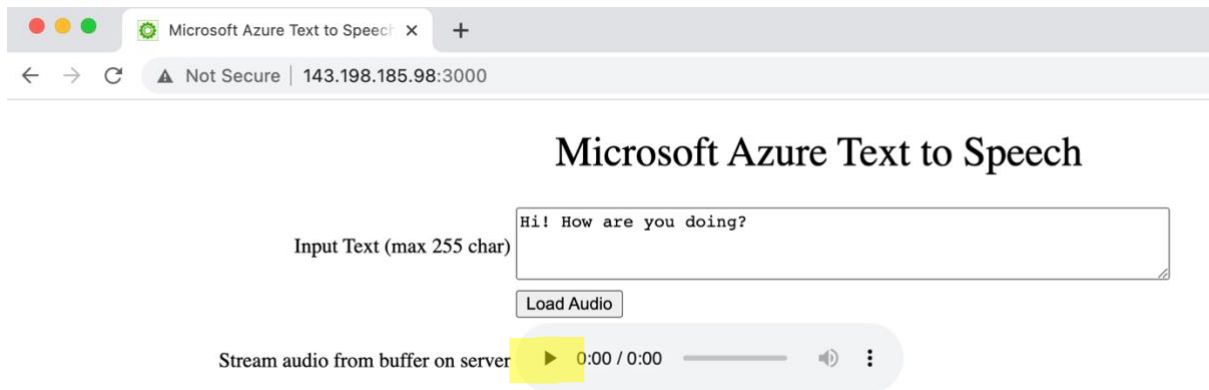 Microsoft Azure Text to Speech
Not Secure | 143.198.185.98:3000
Microsoft Azure Text to Speech
Input Text (max 255 char)
Hi! How are you doing?
Load Audio
Stream audio from buffer on server
0:00 / 0:00